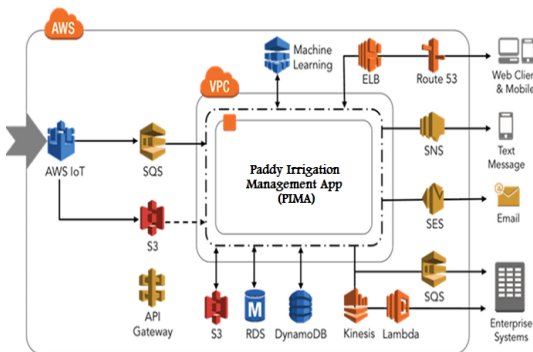 AWS
Machine
Learning
ELB
Route 53
Web Client
& Mobile
VPC
AWS IoT
SQS
Paddy Irrigation
Management App
(PIMA)
SNS
Text
Message
S3
SES
Email
API
Gateway
S3
M
RDS
DynamoDB
Kinesis
Lambda
SQS
Enterprise
Systems